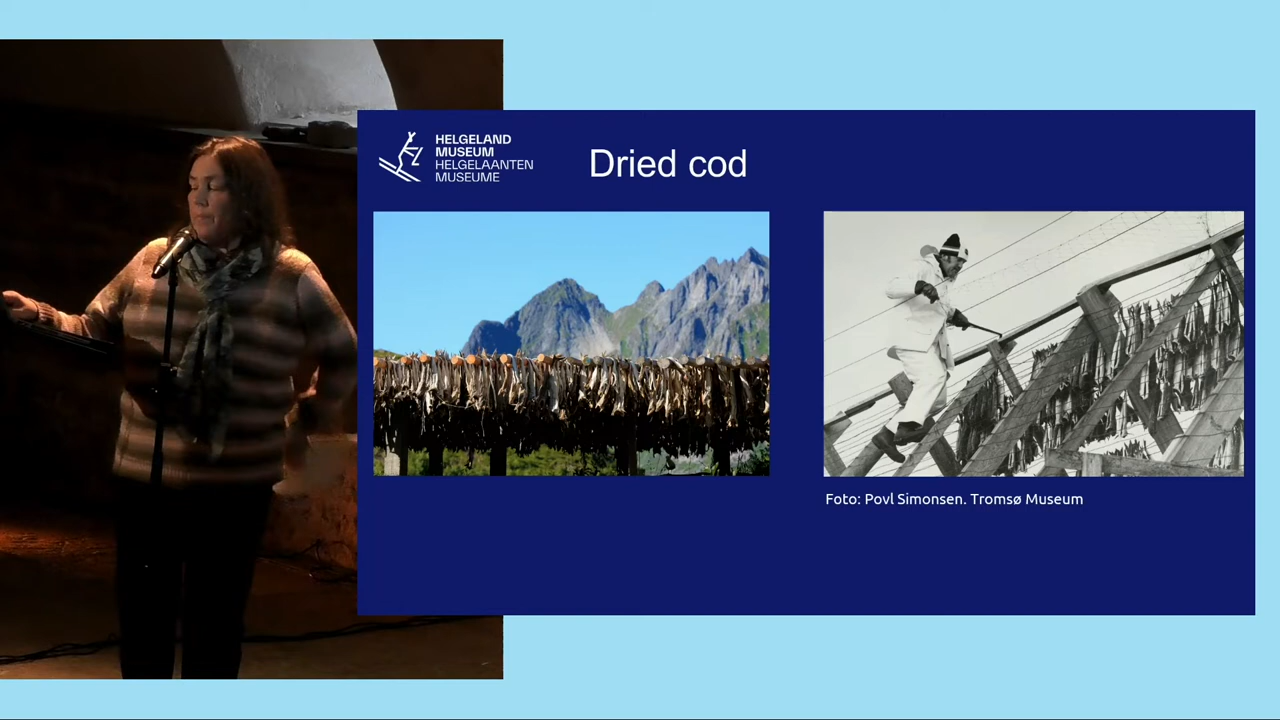 HELGELAND
MUSEUM
HELGELAANTEN
MUSEUME
Dried cod
Foto: Povl Simonsen. Tromsø Museum